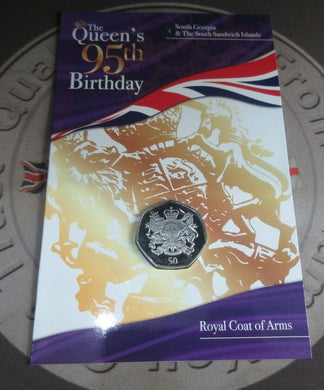 The
Queen's
95th
Birthday
South Georgia
& The South Sandwich Islands
50
Royal Coat of Arms